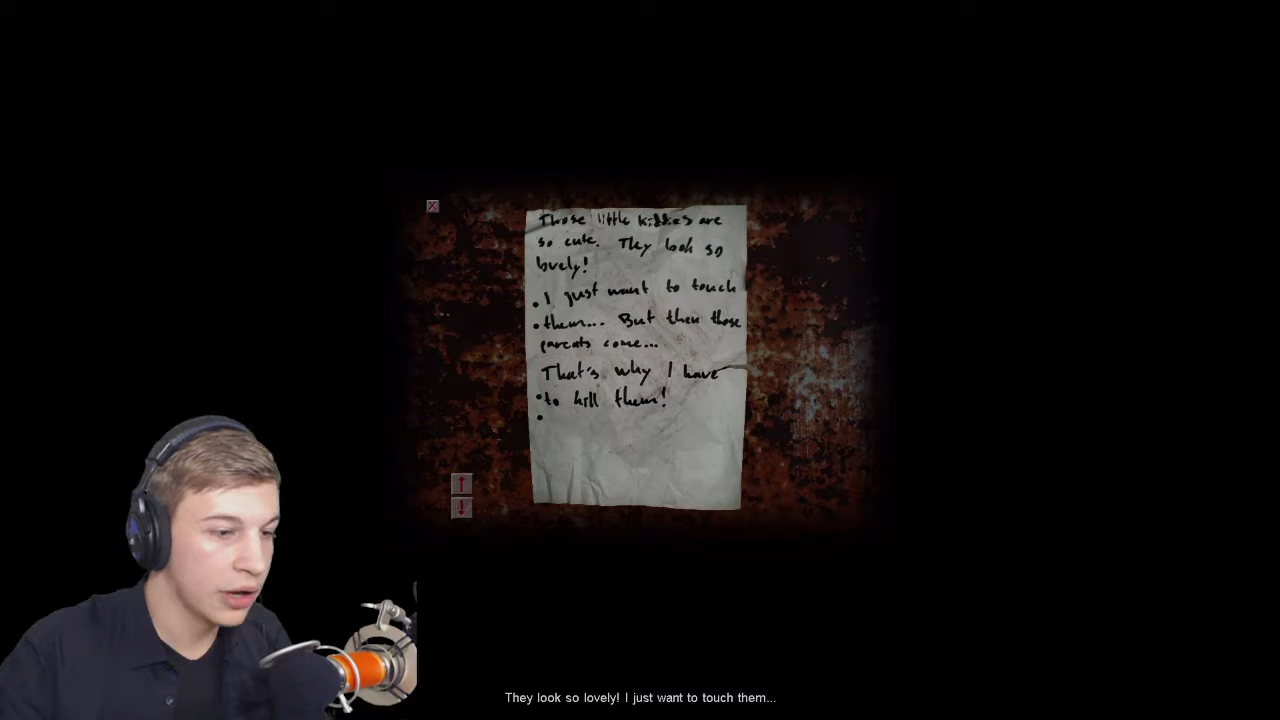 X
Those little kitties are
so cute. They look so
lovely!
I just want to touch
them... But then those
parents come...
That's why I have
to kill them!
They look so lovely! I just want to touch them...